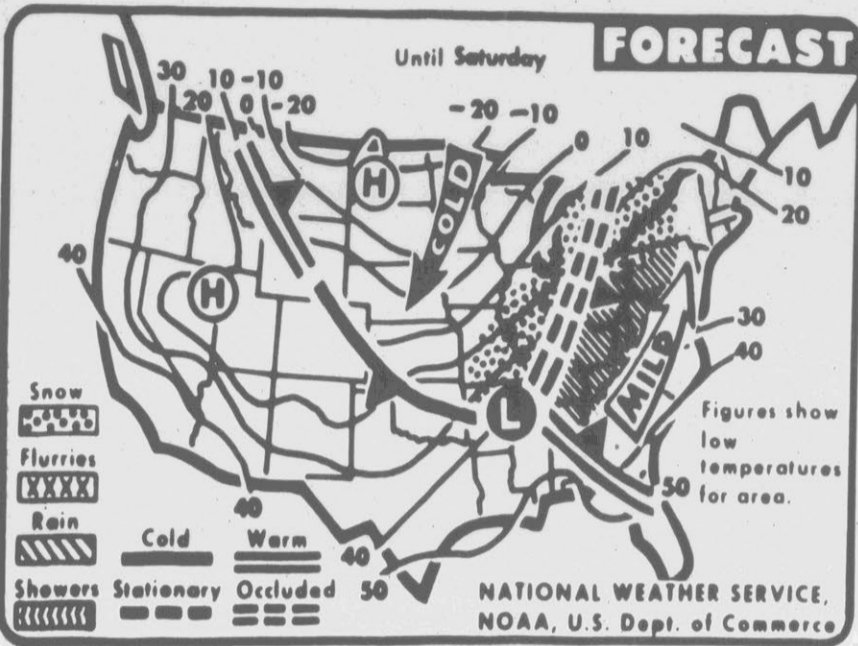 FORECAST
Until Saturday
30
10 -10
20 0 -20
-20 -10
0
10
10
20
H
COLD
40
H
30
40
MILD
L
Snow
Flurries
XXXX
Rain
Showers
Cold
Warm
Stationary
Occluded
40
40
50
50
Figures show
low
temperatures
for area.
NATIONAL WEATHER SERVICE,
NOAA, U.S. Dept. of Commerce